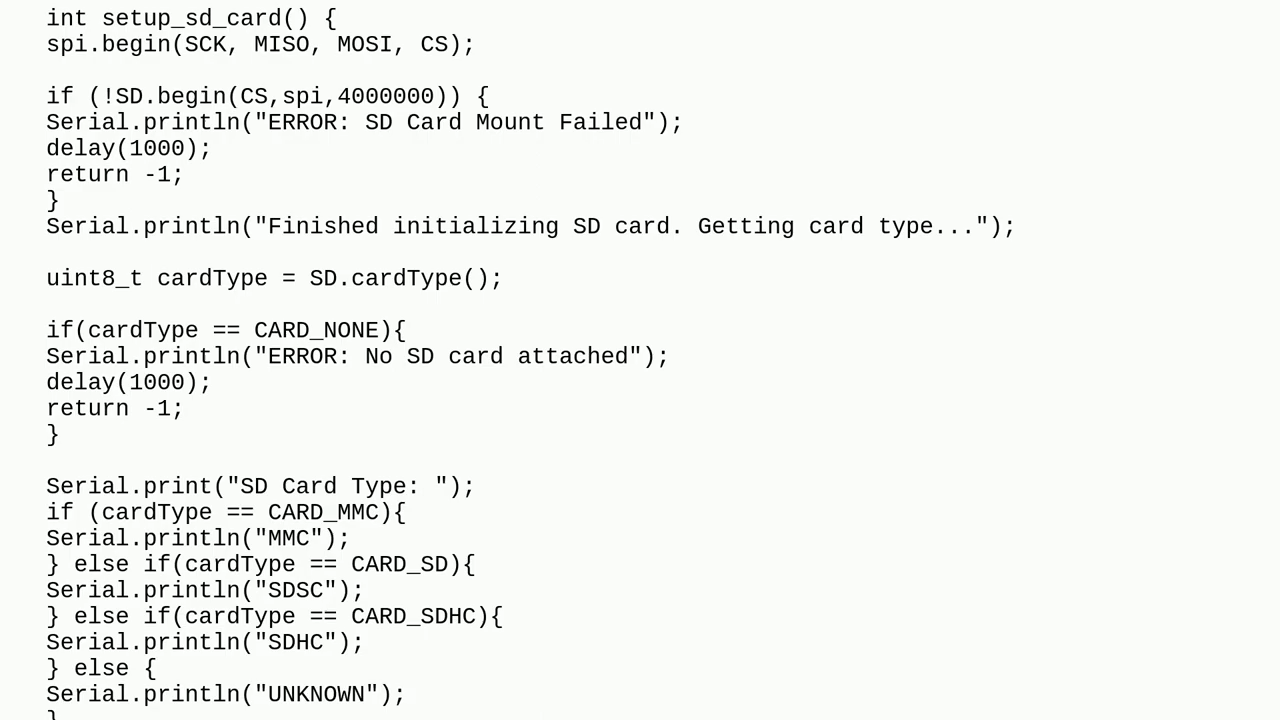 int setup_sd_card() {
spi.begin(SCK, MISO, MOSI, CS);

if (!SD.begin(CS,spi,4000000)) {
Serial.println("ERROR: SD Card Mount Failed");
delay(1000);
return -1;
}
Serial.println("Finished initializing SD card. Getting card type...");

uint8_t cardType = SD.cardType();

if(cardType == CARD_NONE){
Serial.println("ERROR: No SD card attached");
delay(1000);
return -1;
}

Serial.print("SD Card Type: ");
if (cardType == CARD_MMC){
Serial.println("MMC");
} else if(cardType == CARD_SD){
Serial.println("SDSC");
} else if(cardType == CARD_SDHC){
Serial.println("SDHC");
} else {
Serial.println("UNKNOWN");
}